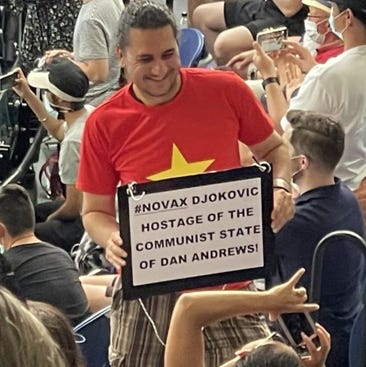 #NOVAX DJOKOVIC
HOSTAGE OF THE
COMMUNIST STATE
OF DAN ANDREWS!